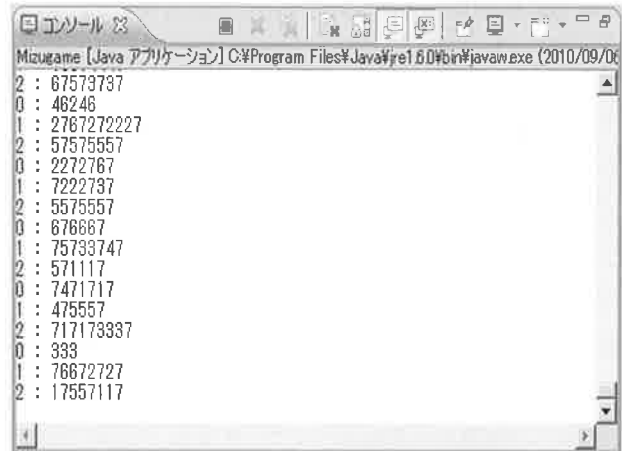 コンソール
Mizugame [Java アプリケーション] C:¥Program Files¥Java¥jre1.6.0¥bin¥javaw.exe (2010/09/06
2 : 67573737
0 : 46246
1 : 2767272227
2 : 57575557
0 : 2272767
1 : 7222737
2 : 5575557
0 : 676667
1 : 75733747
2 : 571117
0 : 7471717
1 : 475557
2 : 717173337
0 : 333
1 : 76672727
2 : 17557117